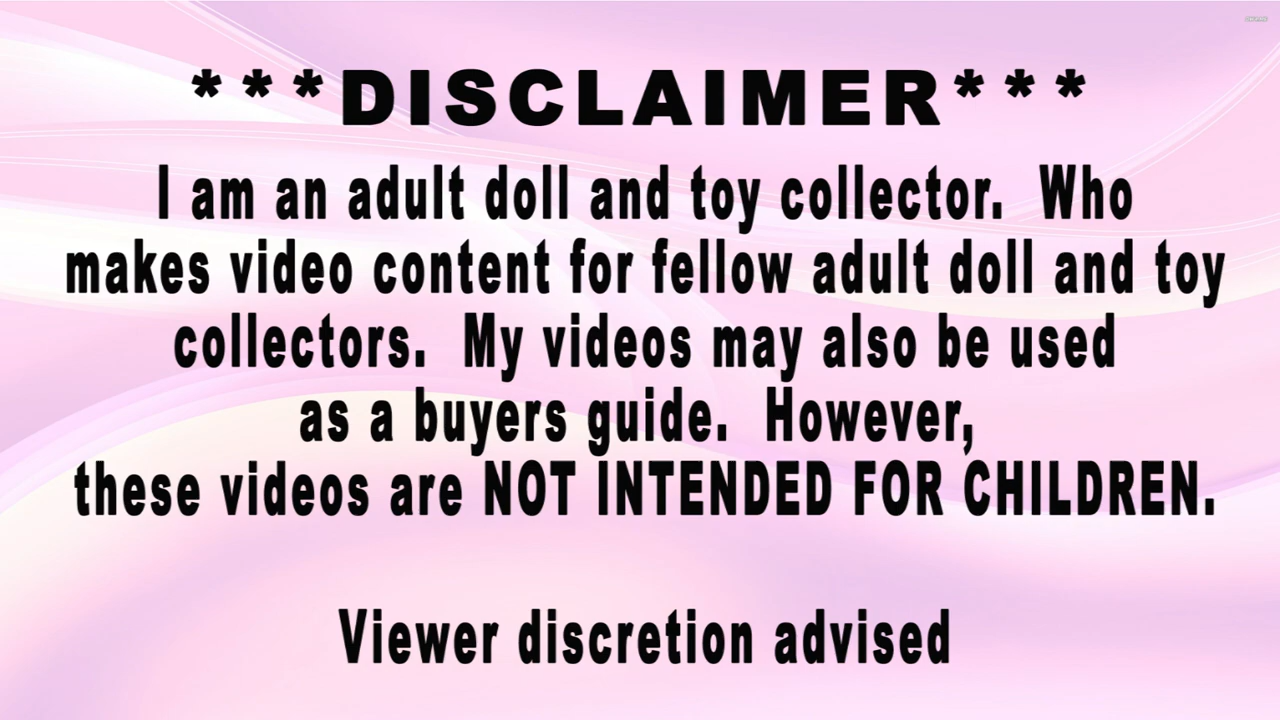 ***DISCLAIMER***
I am an adult doll and toy collector. Who
makes video content for fellow adult doll and toy
collectors. My videos may also be used
as a buyers guide. However,
these videos are NOT INTENDED FOR CHILDREN.
Viewer discretion advised